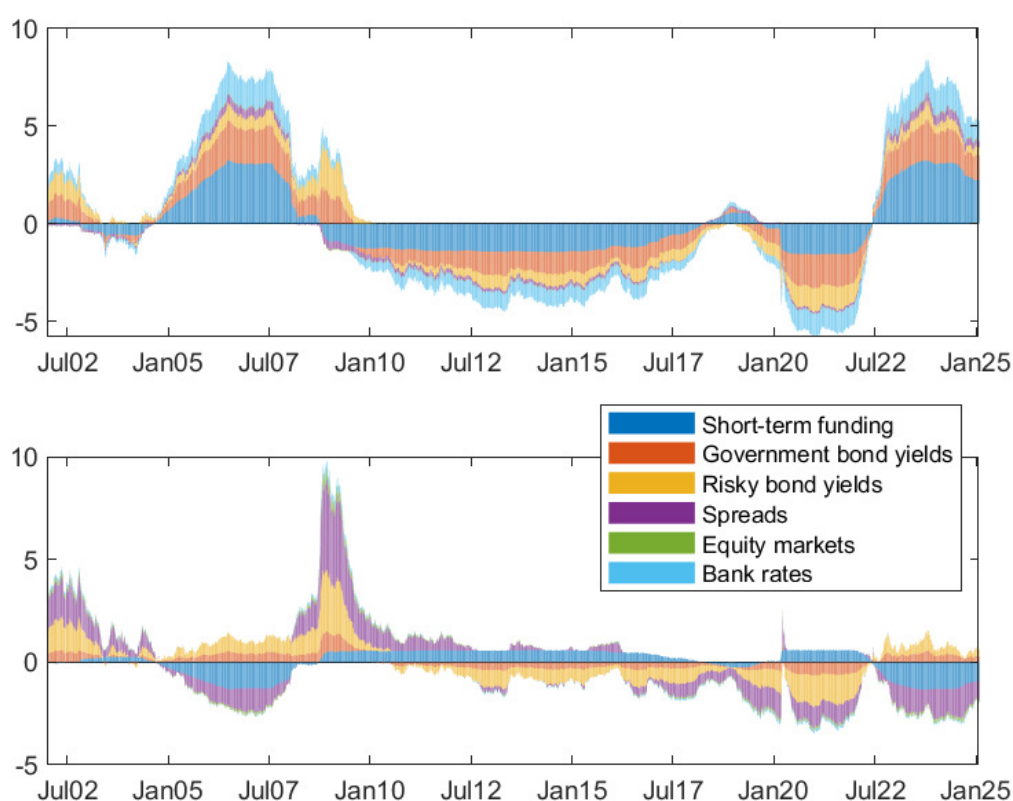 10
5
0
-5
Jul02 Jan05 Jul07 Jan10 Jul12 Jan15 Jul17 Jan20 Jul22 Jan25
Short-term funding
Government bond yields
Risky bond yields
Spreads
Equity markets
Bank rates
10
5
0
-5
Jul02 Jan05 Jul07 Jan10 Jul12 Jan15 Jul17 Jan20 Jul22 Jan25